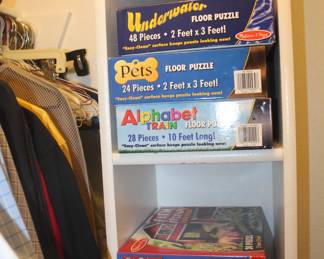 Underwater
FLOOR PUZZLE
48 Pieces • 2 Feet x 3 Feet!
"Easy-Clean" surface keeps puzzle looking new!
Pets FLOOR PUZZLE
24 Pieces • 2 Feet x 3 Feet!
"Easy-Clean" surface keeps puzzle looking new!
Alphabet
TRAIN FLOOR
28 Pieces • 10 Feet Long!
"Easy-Clean" surface keeps puzzle looking new!